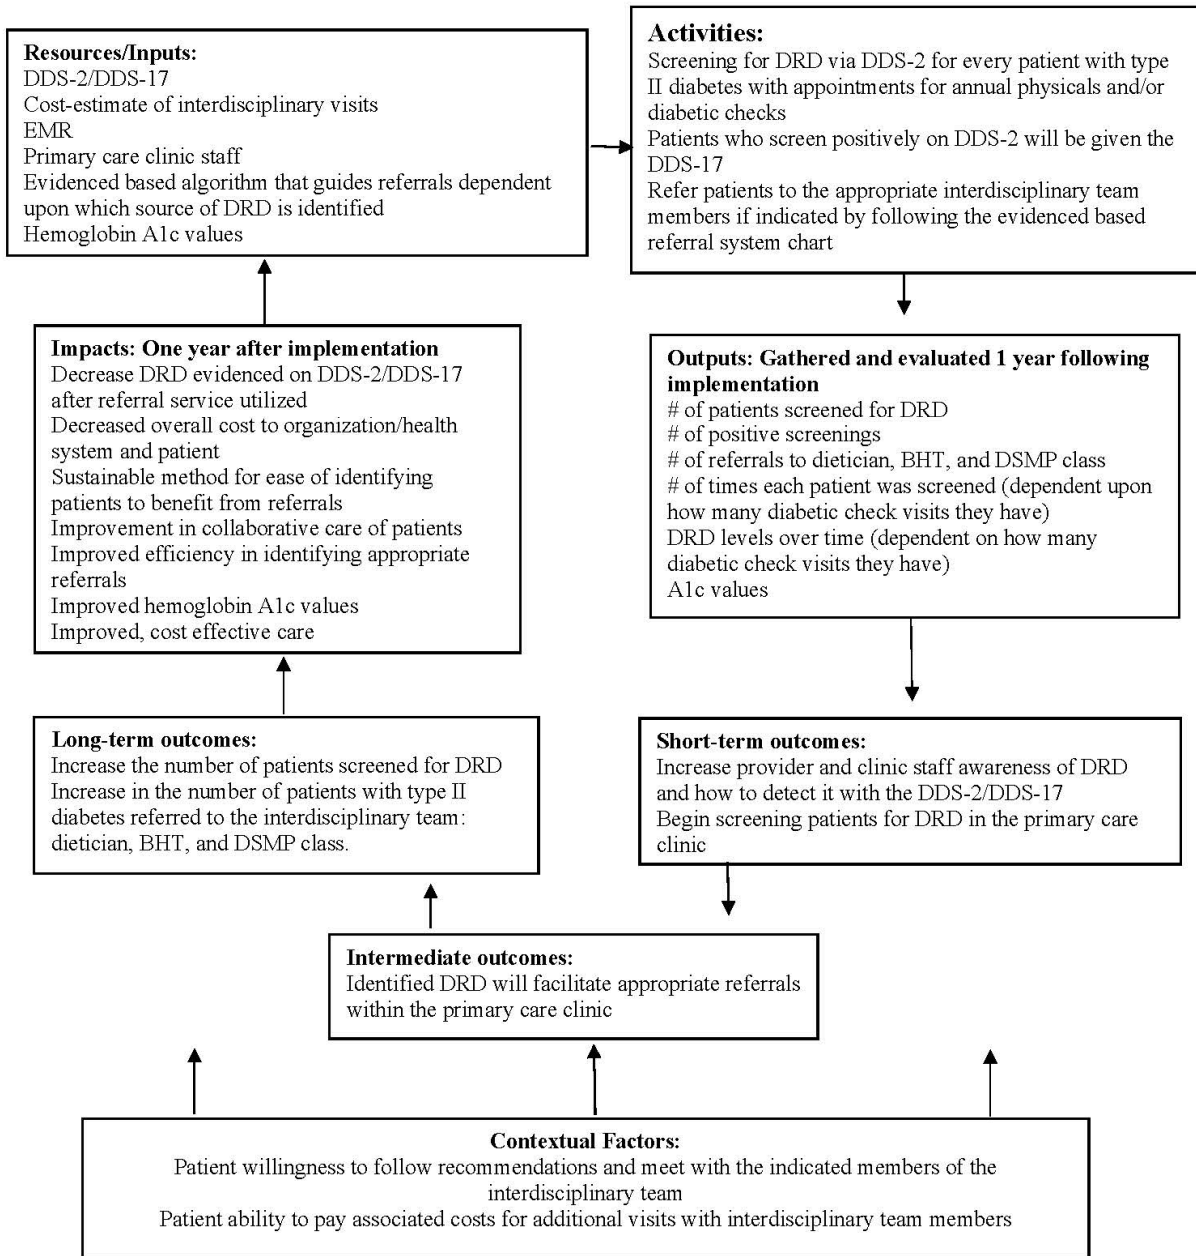 Resources/Inputs:
DDS-2/DDS-17
Cost-estimate of interdisciplinary visits
EMR
Primary care clinic staff
Evidenced based algorithm that guides referrals dependent
upon which source of DRD is identified
Hemoglobin A1c values
Activities:
Screening for DRD via DDS-2 for every patient with type
II diabetes with appointments for annual physicals and/or
diabetic checks
Patients who screen positively on DDS-2 will be given the
DDS-17
Refer patients to the appropriate interdisciplinary team
members if indicated by following the evidenced based
referral system chart
Impacts: One year after implementation
Decrease DRD evidenced on DDS-2/DDS-17
after referral service utilized
Decreased overall cost to organization/health
system and patient
Sustainable method for ease of identifying
patients to benefit from referrals
Improvement in collaborative care of patients
Improved efficiency in identifying appropriate
referrals
Improved hemoglobin A1c values
Improved, cost effective care
Outputs: Gathered and evaluated 1 year following
implementation
# of patients screened for DRD
# of positive screenings
# of referrals to dietician, BHT, and DSMP class
# of times each patient was screened (dependent upon
how many diabetic check visits they have)
DRD levels over time (dependent on how many
diabetic check visits they have)
A1c values
Long-term outcomes:
Increase the number of patients screened for DRD
Increase in the number of patients with type II
diabetes referred to the interdisciplinary team:
dietician, BHT, and DSMP class.
Short-term outcomes:
Increase provider and clinic staff awareness of DRD
and how to detect it with the DDS-2/DDS-17
Begin screening patients for DRD in the primary care
clinic
Intermediate outcomes:
Identified DRD will facilitate appropriate referrals
within the primary care clinic
Contextual Factors:
Patient willingness to follow recommendations and meet with the indicated members of the
interdisciplinary team
Patient ability to pay associated costs for additional visits with interdisciplinary team members